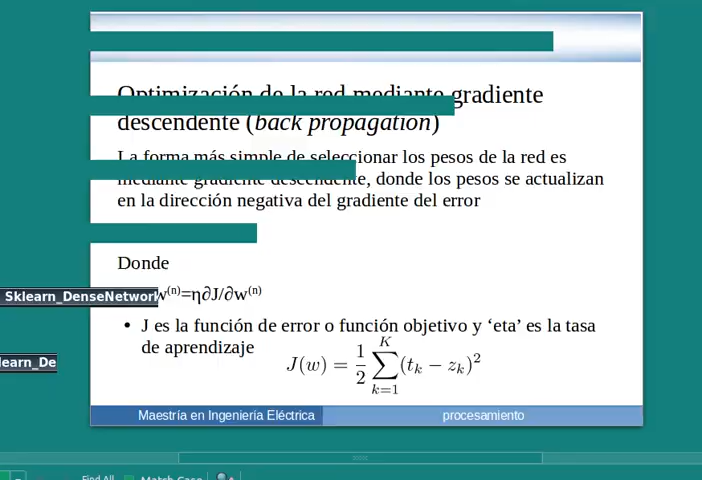 Optimización de la red mediante gradiente
descendente (back propagation)
La forma más simple de seleccionar los pesos de la red es
mediante gradiente descendente, donde los pesos se actualizan
en la dirección negativa del gradiente del error
Donde
Sklearn_DenseNetwor
w(n)=η∂J/∂w(n)
• J es la función de error o función objetivo y ‘eta’ es la tasa
de aprendizaje
J(w) = 1/2 ∑_{k=1}^{K} (t_k − z_k)^2
learn_De
Maestría en Ingeniería Eléctrica
procesamiento
Find All
Match Case